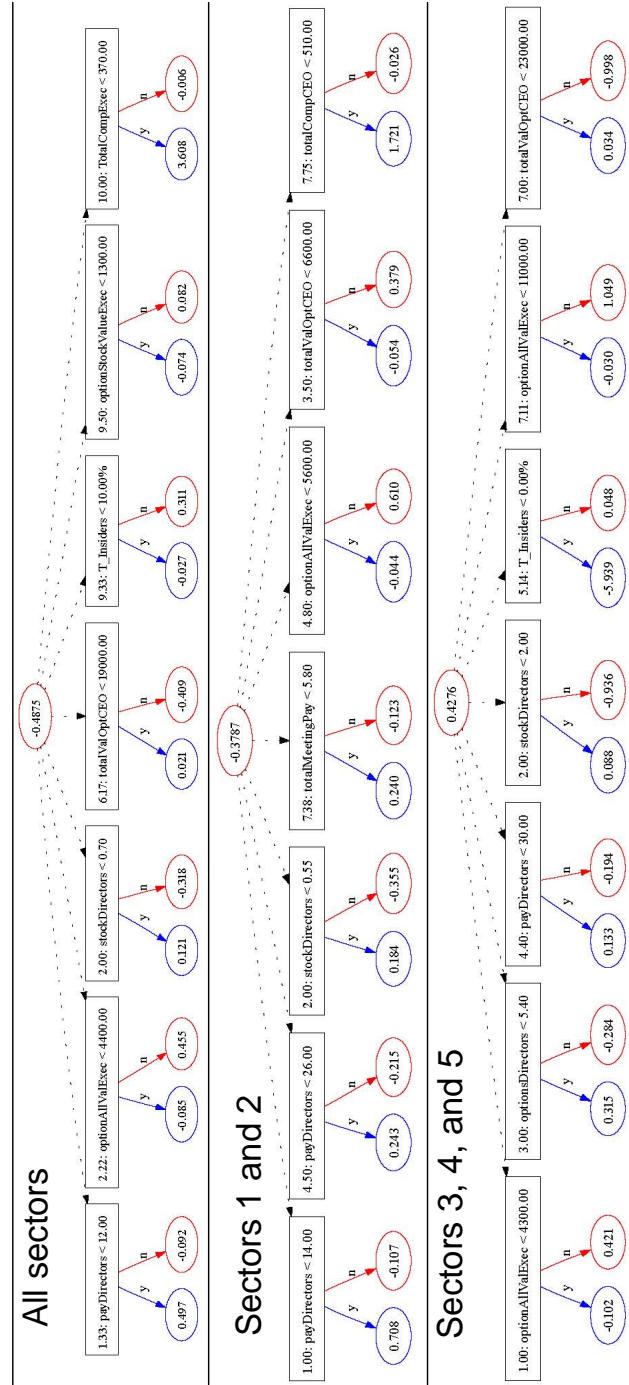 All sectors
-0.4875
1.33: payDirectors < 12.00
2.22: optionAllValExec < 4400.00
2.00: stockDirectors < 0.70
6.17: totalValOptCEO < 19000.00
9.33: T_Insiders < 10.00%
9.50: optionStockValueExec < 1300.00
10.00: TotalCompExec < 370.00
y n y n y n y n y n y n y n
0.497 -0.092 -0.085 0.455 0.121 -0.318 0.021 -0.409 -0.027 0.311 -0.074 0.082 3.608 -0.006
Sectors 1 and 2
-0.3787
1.00: payDirectors < 14.00
4.50: payDirectors < 26.00
2.00: stockDirectors < 0.55
7.38: totalMeetingPay < 5.80
4.80: optionAllValExec < 5600.00
3.50: totalValOptCEO < 6600.00
7.75: totalCompCEO < 510.00
y n y n y n y n y n y n y n
0.708 -0.107 0.243 -0.215 0.184 -0.355 0.240 -0.123 -0.044 0.610 -0.054 0.379 1.721 -0.026
Sectors 3, 4, and 5
0.4276
1.00: optionAllValExec < 4300.00
3.00: optionsDirectors < 5.40
4.40: payDirectors < 30.00
2.00: stockDirectors < 2.00
5.14: T_Insiders < 0.00%
7.11: optionAllValExec < 11000.00
7.00: totalValOptCEO < 23000.00
y n y n y n y n y n y n y n
-0.102 0.421 0.315 -0.284 0.133 -0.194 0.088 -0.936 -5.939 0.048 -0.030 1.049 0.034 -0.998